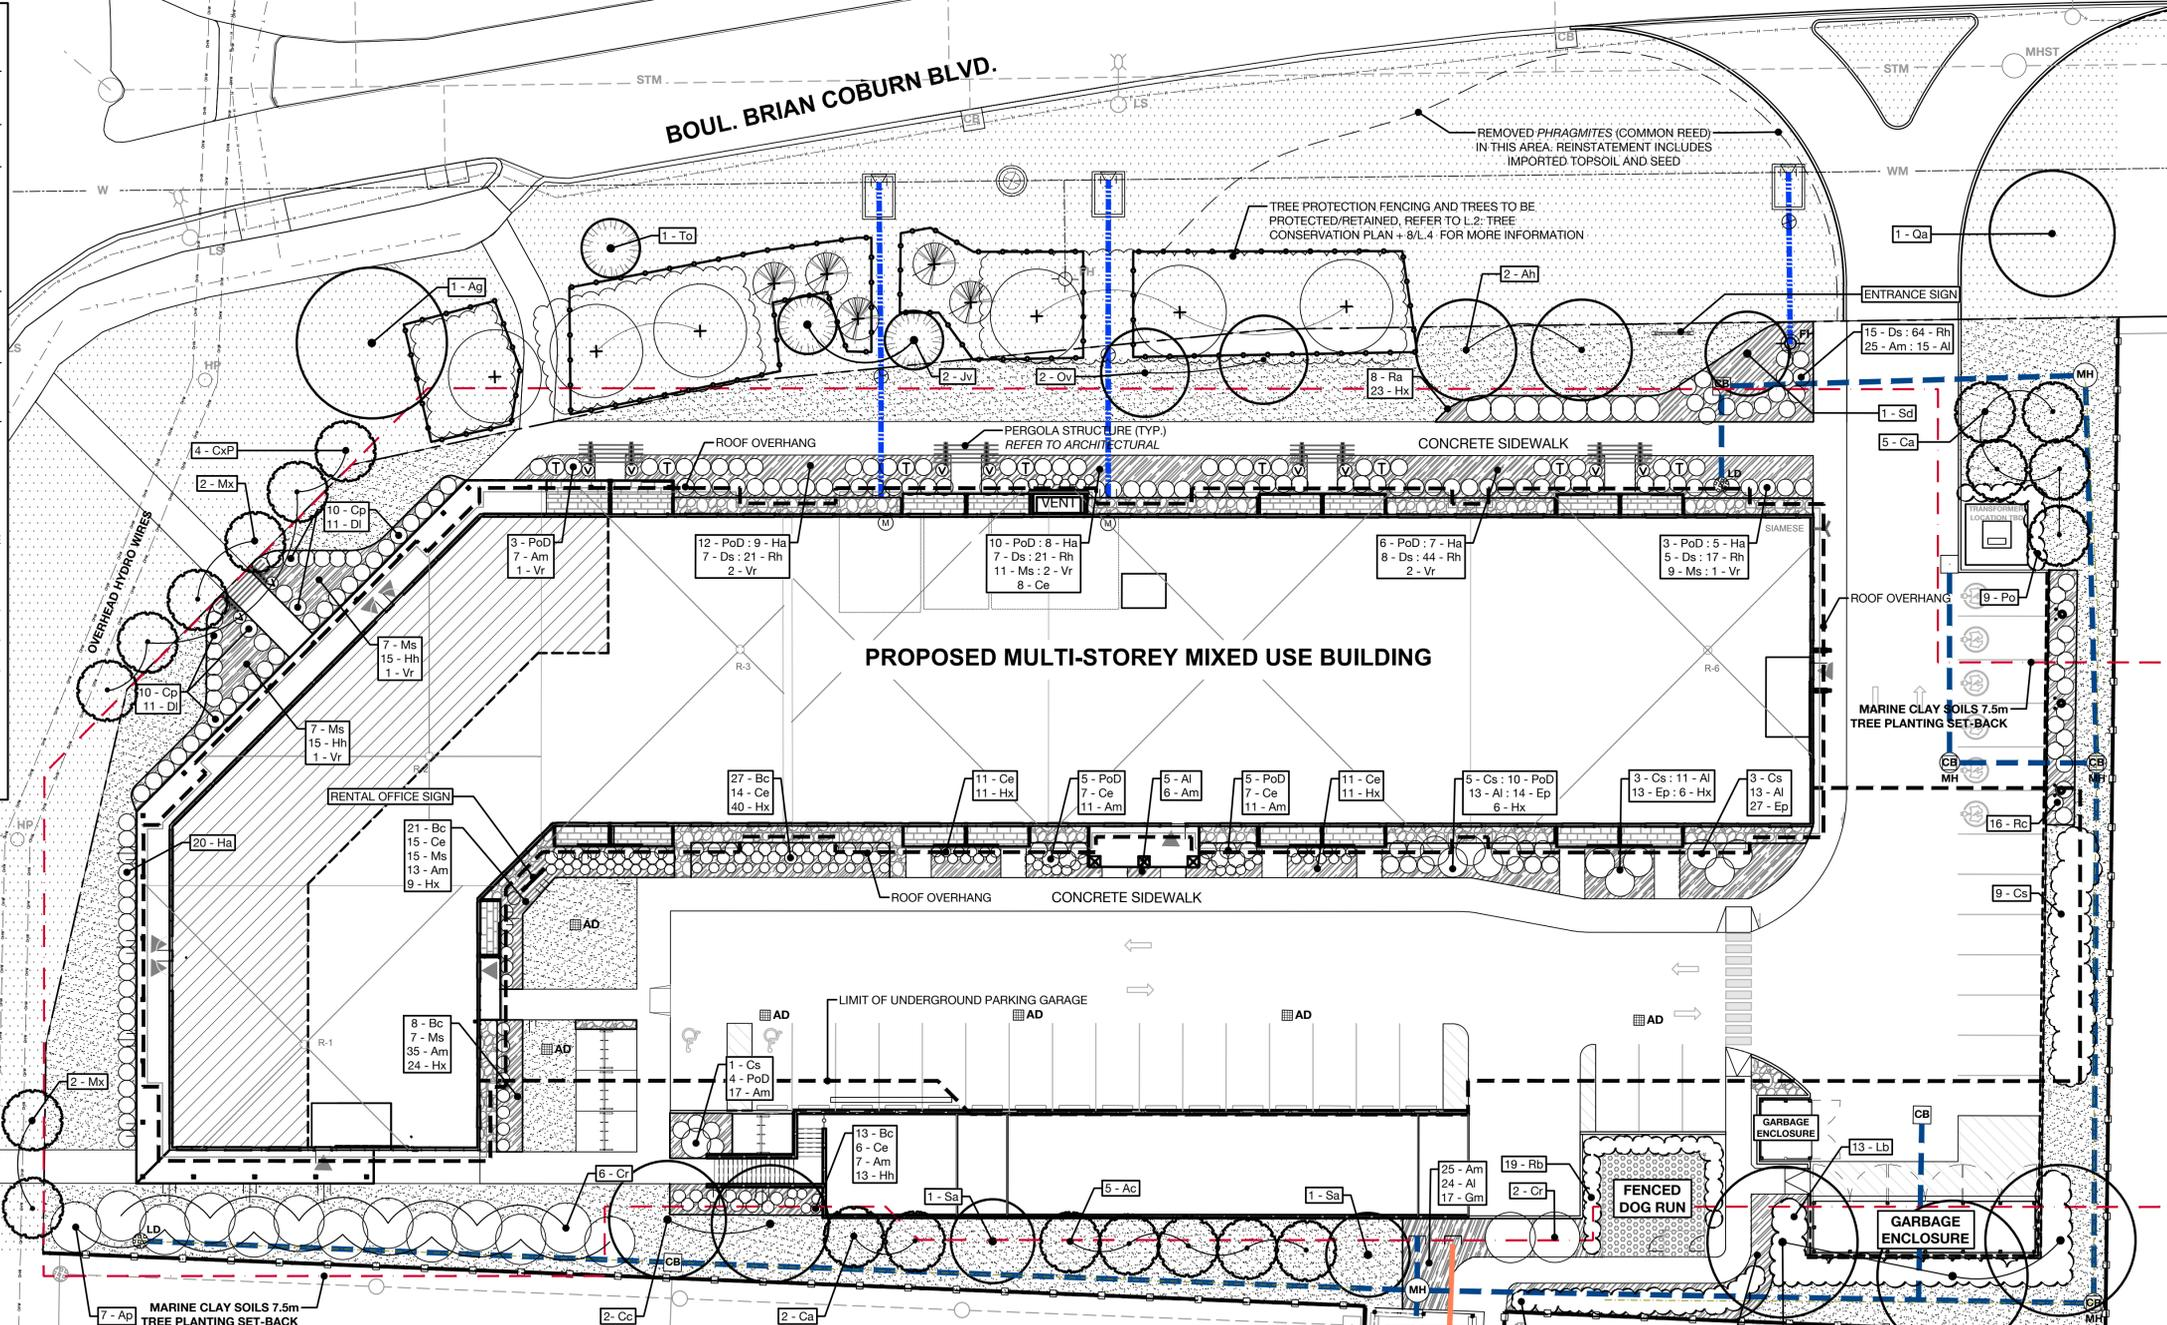 CB
MHST
STM
STM
BOUL. BRIAN COBURN BLVD.
LS
CB
REMOVED PHRAGMITES (COMMON REED)
IN THIS AREA. REINSTATEMENT INCLUDES
IMPORTED TOPSOIL AND SEED
W
WM
TREE PROTECTION FENCING AND TREES TO BE
PROTECTED/RETAINED, REFER TO L.2: TREE
CONSERVATION PLAN + 8/L.4 FOR MORE INFORMATION
1 - To
1 - Qa
LS
FH
2 - Ah
1 - Ag
ENTRANCE SIGN
LS
HP
FH
15 - Ds : 64 - Rh
25 - Am : 15 - Al
2 - Jv
2 - Ov
8 - Ra
23 - Hx
CB
MH
1 - Sd
4 - CxP
ROOF OVERHANG
PERGOLA STRUCTURE (TYP.)
REFER TO ARCHITECTURAL
CONCRETE SIDEWALK
5 - Ca
2 - Mx
T
V
V
T
T
V
V
T
T
V
V
T
T
V
V
T
LD
VENT
10 - Cp
11 - Dl
M
M
SIAMESE
TRANSFORMER
LOCATION TBC
OVERHEAD HYDRO WIRES
3 - PoD
7 - Am
1 - Vr
12 - PoD : 9 - Ha
7 - Ds : 21 - Rh
2 - Vr
10 - PoD : 8 - Ha
7 - Ds : 21 - Rh
11 - Ms : 2 - Vr
8 - Ce
6 - PoD : 7 - Ha
8 - Ds : 44 - Rh
2 - Vr
3 - PoD : 5 - Ha
5 - Ds : 17 - Rh
9 - Ms : 1 - Vr
V
V
ROOF OVERHANG
9 - Po
7 - Ms
15 - Hh
1 - Vr
R-3
PROPOSED MULTI-STOREY MIXED USE BUILDING
R-6
10 - Cp
11 - Dl
MARINE CLAY SOILS 7.5m
TREE PLANTING SET-BACK
7 - Ms
15 - Hh
1 - Vr
R-2
CB
MH
CB
MH
27 - Bc
14 - Ce
40 - Hx
11 - Ce
11 - Hx
5 - PoD
7 - Ce
11 - Am
5 - Al
6 - Am
5 - PoD
7 - Ce
11 - Am
11 - Ce
11 - Hx
5 - Cs : 10 - PoD
13 - Al : 14 - Ep
6 - Hx
3 - Cs : 11 - Al
13 - Ep : 6 - Hx
3 - Cs
13 - Al
27 - Ep
RENTAL OFFICE SIGN
HP
16 - Rc
20 - Ha
21 - Bc
15 - Ce
15 - Ms
13 - Am
9 - Hx
ROOF OVERHANG
CONCRETE SIDEWALK
9 - Cs
AD
LIMIT OF UNDERGROUND PARKING GARAGE
AD
AD
AD
AD
8 - Bc
7 - Ms
35 - Am
24 - Hx
R-1
AD
1 - Cs
4 - PoD
17 - Am
2 - Mx
CB
GARBAGE
ENCLOSURE
13 - Bc
6 - Ce
7 - Am
13 - Hh
13 - Lb
6 - Cr
1 - Sa
5 - Ac
1 - Sa
25 - Am
24 - Al
17 - Gm
19 - Rb
2 - Cr
FENCED
DOG RUN
GARBAGE
ENCLOSURE
LD
CB
MH
CB
MH
7 - Ap
MARINE CLAY SOILS 7.5m
TREE PLANTING SET-BACK
2- Cc
2 - Ca